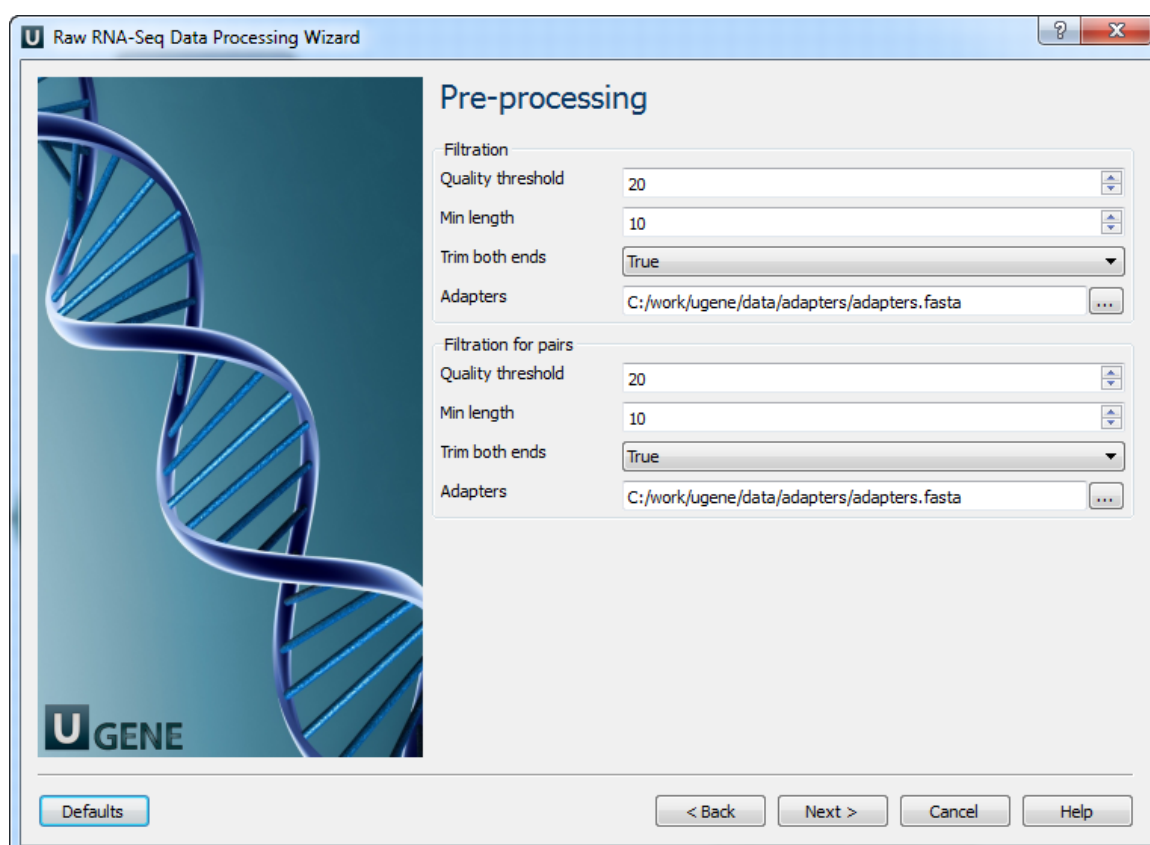 U Raw RNA-Seq Data Processing Wizard
? X
Pre-processing
Filtration
Quality threshold 20
Min length 10
Trim both ends True
Adapters C:/work/ugene/data/adapters/adapters.fasta ...
Filtration for pairs
Quality threshold 20
Min length 10
Trim both ends True
Adapters C:/work/ugene/data/adapters/adapters.fasta ...
UGENE
Defaults < Back Next > Cancel Help